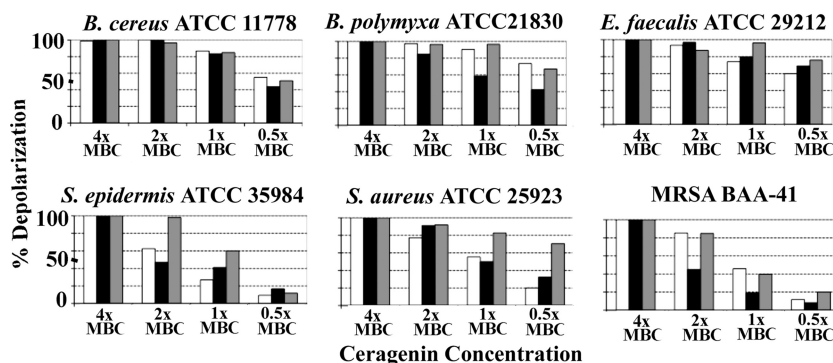 B. cereus ATCC 11778
B. polymyxa ATCC21830
E. faecalis ATCC 29212
% Depolarization
100
50
0
4x 2x 1x 0.5x
MBC MBC MBC MBC
4x 2x 1x 0.5x
MBC MBC MBC MBC
4x 2x 1x 0.5x
MBC MBC MBC MBC
S. epidermis ATCC 35984
S. aureus ATCC 25923
MRSA BAA-41
100
50
0
4x 2x 1x 0.5x
MBC MBC MBC MBC
4x 2x 1x 0.5x
MBC MBC MBC MBC
4x 2x 1x 0.5x
MBC MBC MBC MBC
Ceragenin Concentration